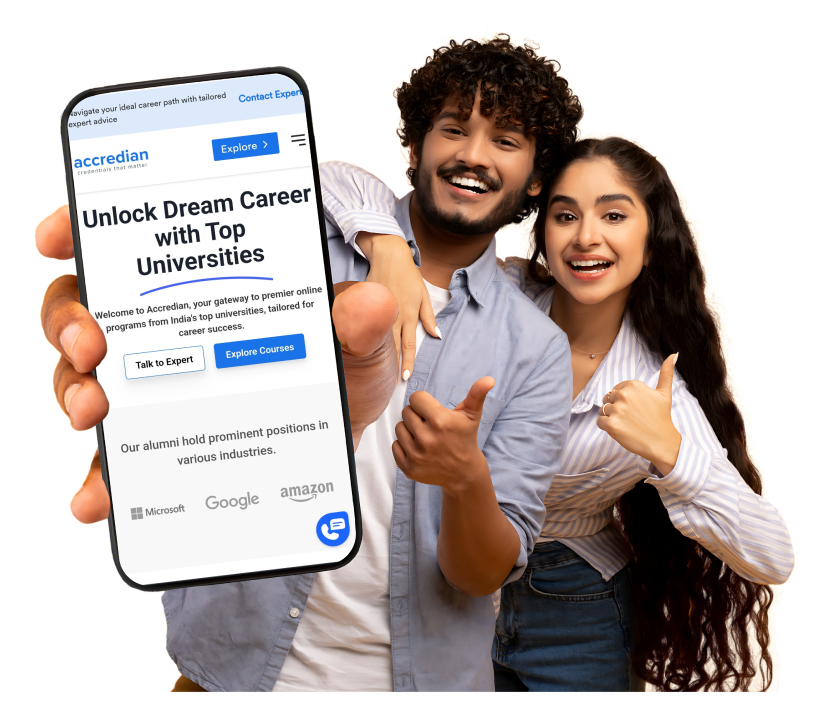 Navigate your ideal career path with tailored
expert advice
Contact Expert
accredian
credentials that matter
Explore
Unlock Dream Career
with Top
Universities
Welcome to Accredian, your gateway to premier online
programs from India's top universities, tailored for
career success.
Talk to Expert
Explore Courses
Our alumni hold prominent positions in
various industries.
Microsoft
Google
amazon